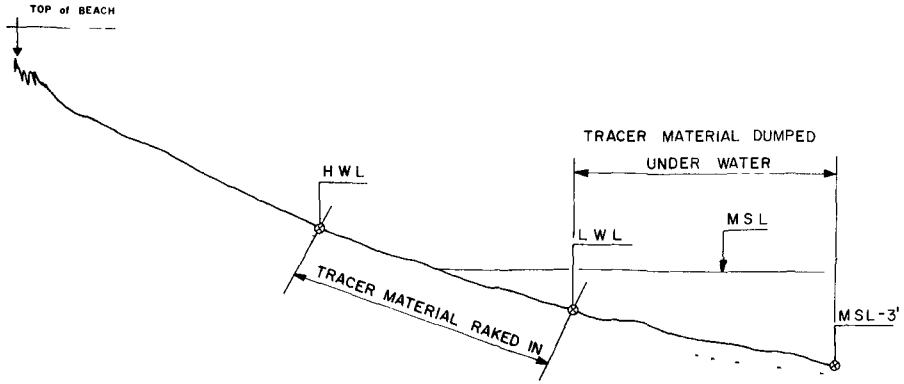 TOP of BEACH
TRACER MATERIAL DUMPED
UNDER WATER
HWL
MSL
LWL
TRACER MATERIAL RAKED IN
MSL-3'